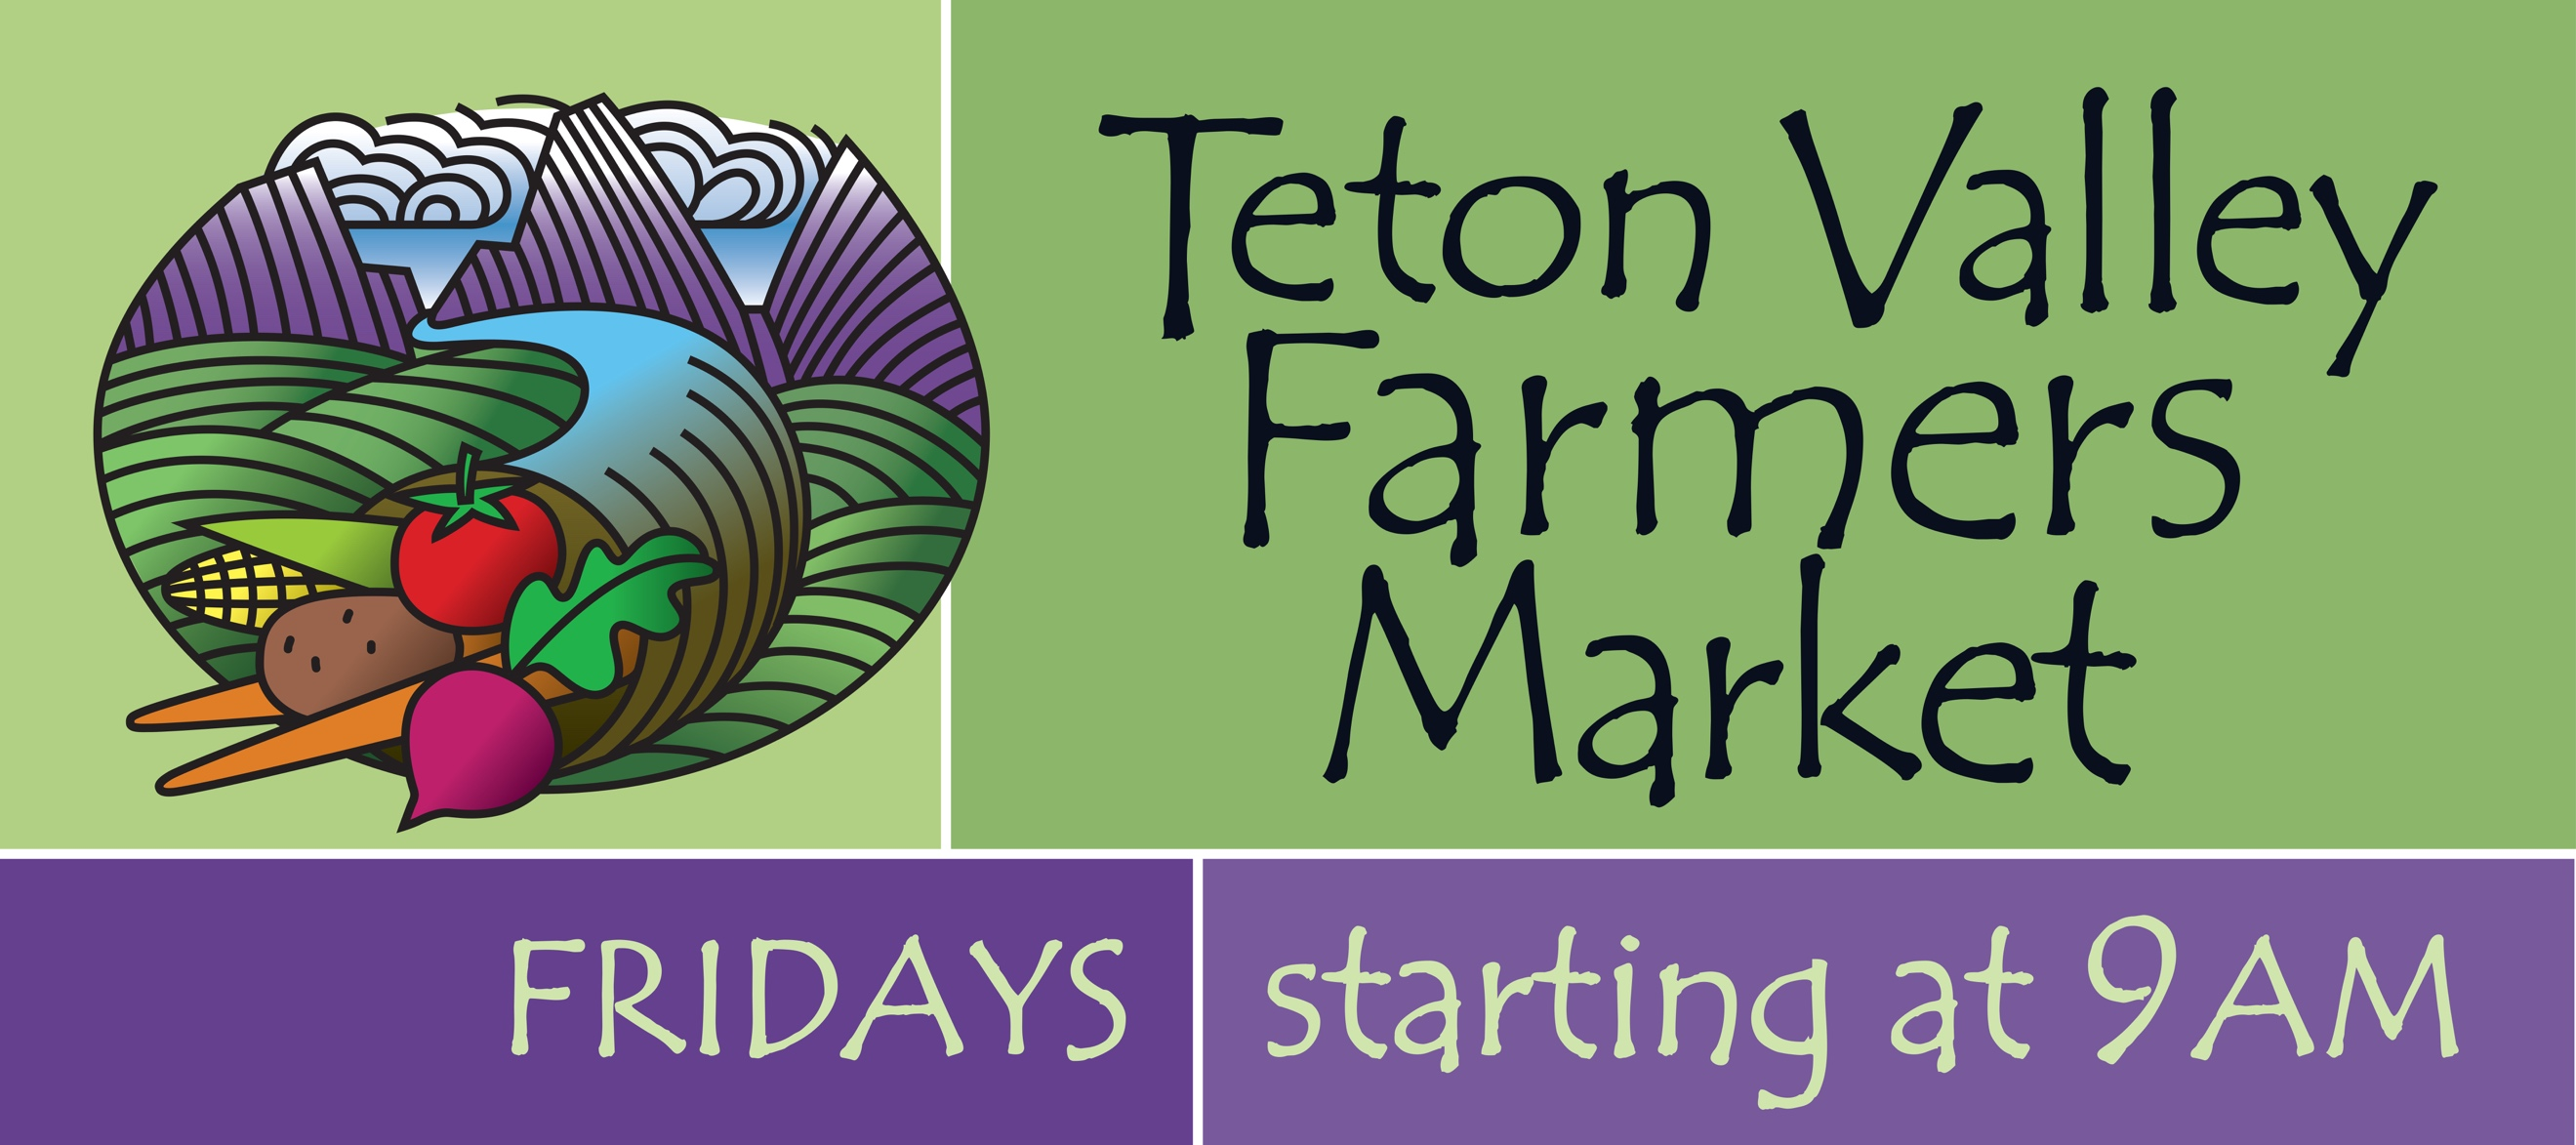 Teton Valley
Farmers
Market
FRIDAYS starting at 9AM